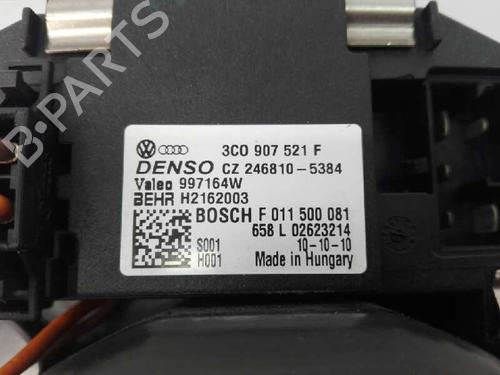 3C0 907 521 F
DENSO CZ 246810-5384
Valeo 997164W
BEHR H2162003
BOSCH F 011 500 081
658 L 02623214
S001 10-10-10
H001 Made in Hungary
B-PARTS